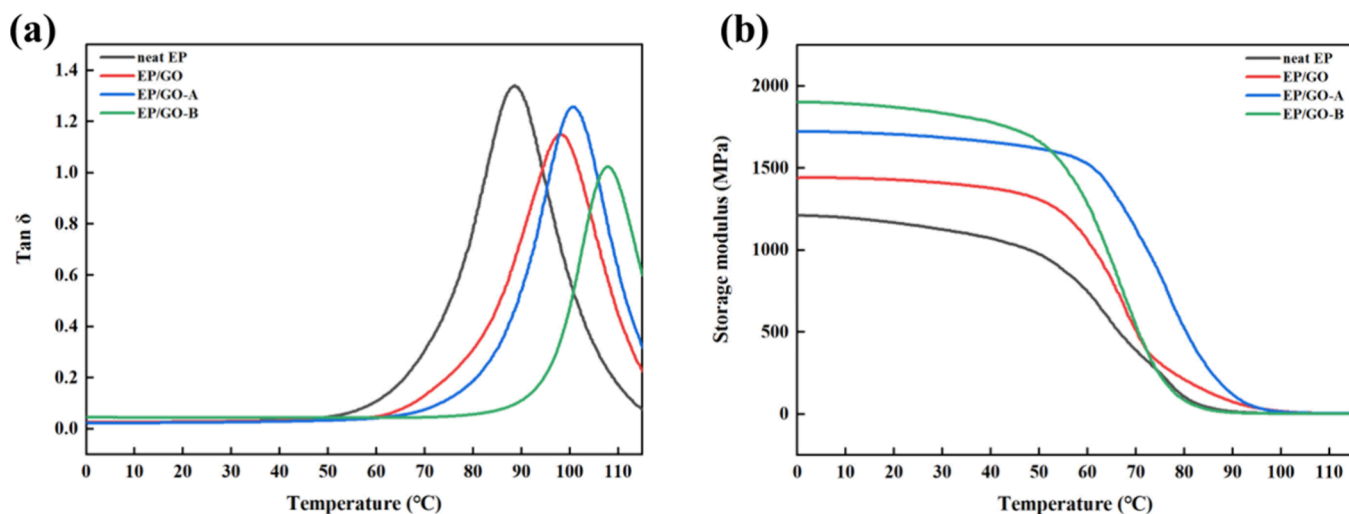 (a)
neat EP
EP/GO
EP/GO-A
EP/GO-B
Tan δ
1.4
1.2
1.0
0.8
0.6
0.4
0.2
0.0
0 10 20 30 40 50 60 70 80 90 100 110
Temperature (°C)
(b)
neat EP
EP/GO
EP/GO-A
EP/GO-B
Storage modulus (MPa)
2000
1500
1000
500
0
0 10 20 30 40 50 60 70 80 90 100 110
Temperature (°C)